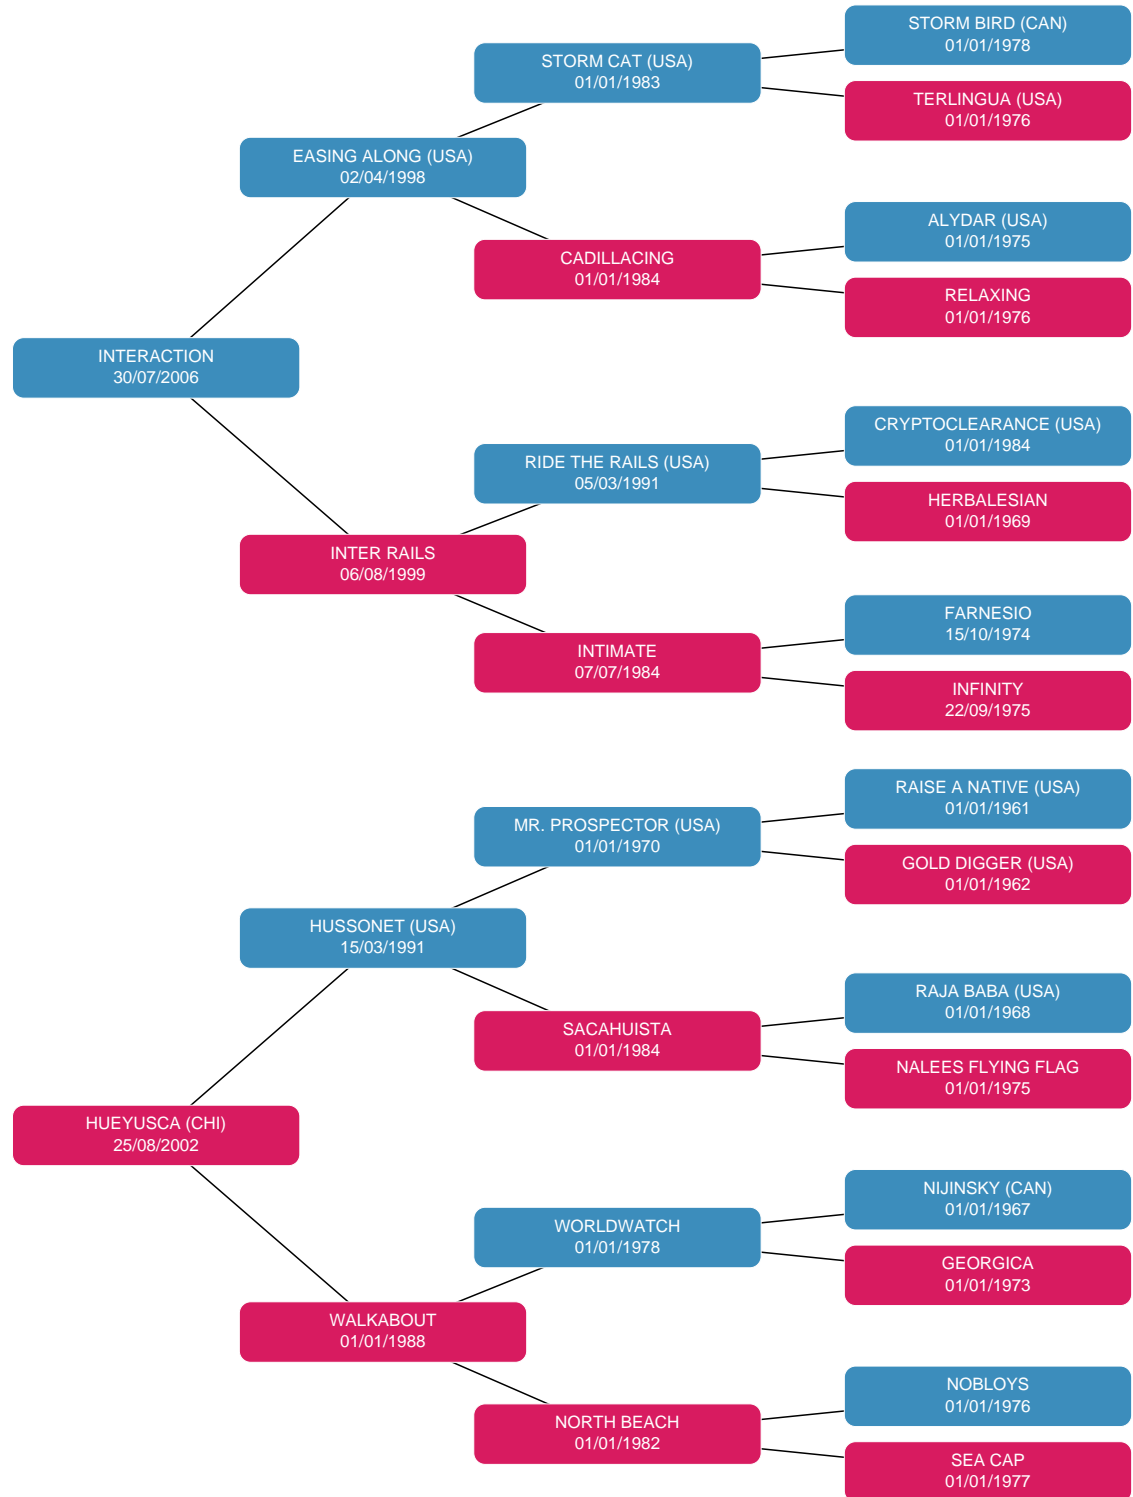 STORM BIRD (CAN)
01/01/1978
STORM CAT (USA)
01/01/1983
TERLINGUA (USA)
01/01/1976
EASING ALONG (USA)
02/04/1998
ALYDAR (USA)
01/01/1975
CADILLACING
01/01/1984
RELAXING
01/01/1976
INTERACTION
30/07/2006
CRYPTOCLEARANCE (USA)
01/01/1984
RIDE THE RAILS (USA)
05/03/1991
HERBALESIAN
01/01/1969
INTER RAILS
06/08/1999
FARNESIO
15/10/1974
INTIMATE
07/07/1984
INFINITY
22/09/1975
RAISE A NATIVE (USA)
01/01/1961
MR. PROSPECTOR (USA)
01/01/1970
GOLD DIGGER (USA)
01/01/1962
HUSSONET (USA)
15/03/1991
RAJA BABA (USA)
01/01/1968
SACAHUISTA
01/01/1984
NALEES FLYING FLAG
01/01/1975
HUEYUSCA (CHI)
25/08/2002
NIJINSKY (CAN)
01/01/1967
WORLDWATCH
01/01/1978
GEORGICA
01/01/1973
WALKABOUT
01/01/1988
NOBLOYS
01/01/1976
NORTH BEACH
01/01/1982
SEA CAP
01/01/1977